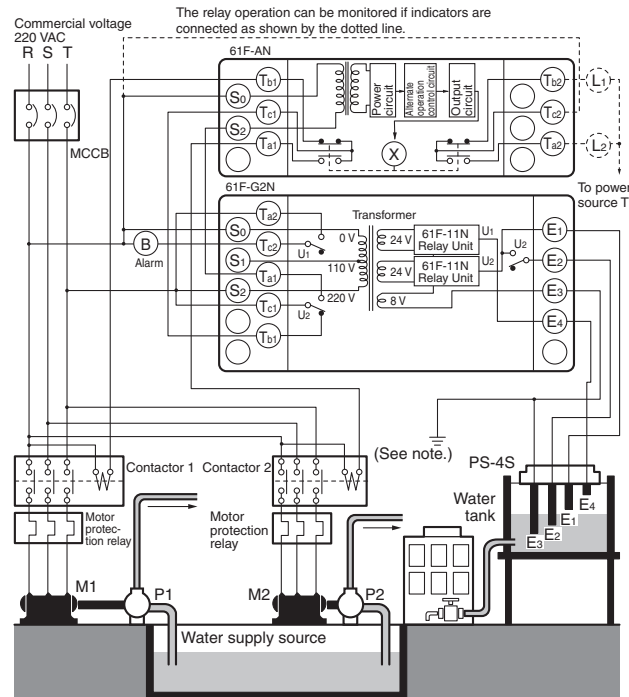 The relay operation can be monitored if indicators are
connected as shown by the dotted line.
Commercial voltage
220 VAC
R S T
MCCB
61F-AN
Tb1
S0
Tc1
S2
Ta1
Power
circuit
Alternate
operation
control circuit
Output
circuit
X
Tb2
Tc2
Ta2
L1
L2
To power
source T
61F-G2N
Ta2
S0
Tc2
S1
Ta1
S2
Tc1
Tb1
B
Alarm
U1
U2
0 V
110 V
220 V
Transformer
24 V
24 V
8 V
61F-11N
Relay Unit
U1
61F-11N
Relay Unit
U2
U2
E1
E2
E3
E4
(See note.)
Contactor 1
Contactor 2
Motor
protec-
tion relay
Motor
protection
relay
M1
P1
M2
P2
Water supply source
PS-4S
Water
tank
E4
E1
E2
E3